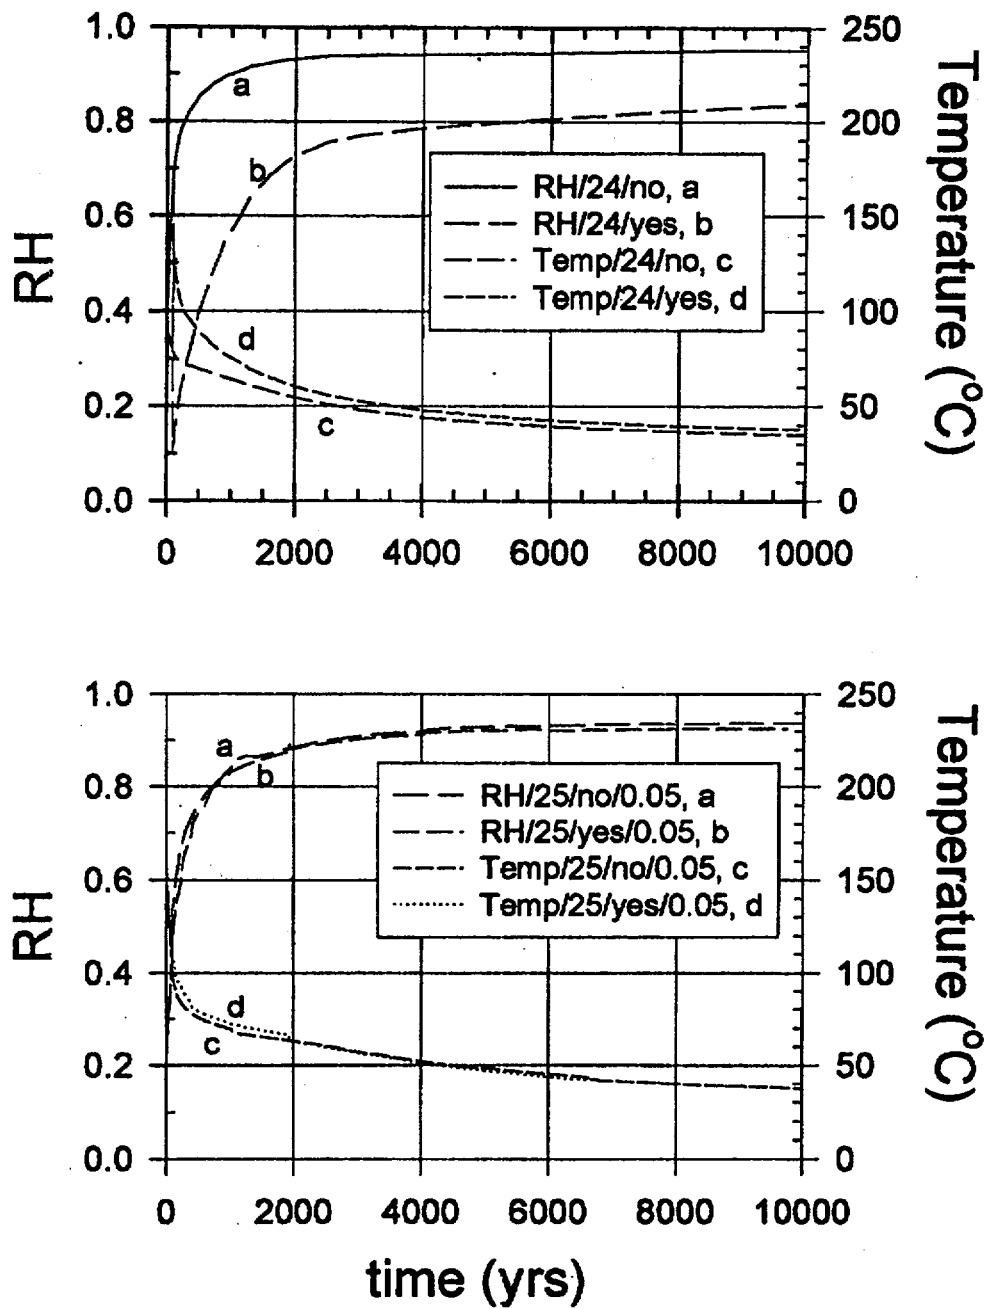 1.0
0.8
0.6
0.4
0.2
0.0
RH
250
200
150
100
50
0
Temperature (°C)
a
b
d
c
RH/24/no, a
RH/24/yes, b
Temp/24/no, c
Temp/24/yes, d
0 2000 4000 6000 8000 10000
1.0
0.8
0.6
0.4
0.2
0.0
RH
250
200
150
100
50
0
Temperature (°C)
a
b
d
c
RH/25/no/0.05, a
RH/25/yes/0.05, b
Temp/25/no/0.05, c
Temp/25/yes/0.05, d
0 2000 4000 6000 8000 10000
time (yrs)